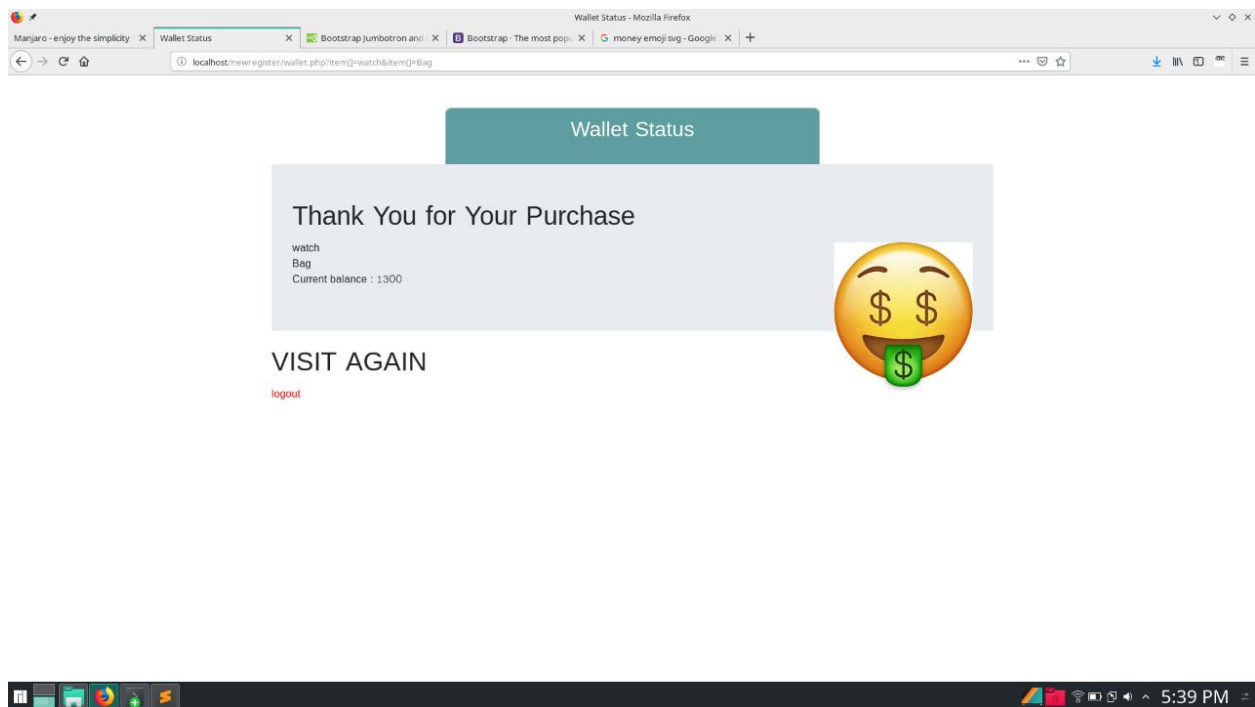 Wallet Status - Mozilla Firefox
Manjaro - enjoy the simplicity
Wallet Status
Bootstrap Jumbotron and
Bootstrap · The most popu
money emoji svg - Google
localhost/newregister/wallet.php?item[]=watch&item[]=Bag
Wallet Status
Thank You for Your Purchase
watch
Bag
Current balance : 1300
$ $
$
VISIT AGAIN
logout
5:39 PM